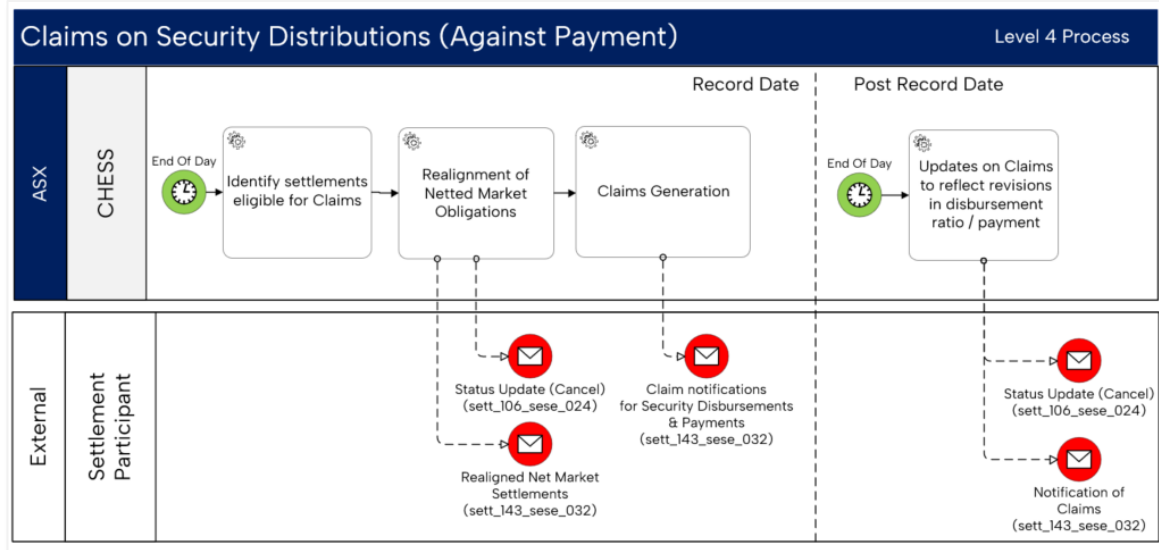 Claims on Security Distributions (Against Payment)
Level 4 Process
ASX
CHESS
Record Date
Post Record Date
End Of Day
Identify settlements
eligible for Claims
Realignment of
Netted Market
Obligations
Claims Generation
End Of Day
Updates on Claims
to reflect revisions
in disbursement
ratio / payment
External
Settlement
Participant
Status Update (Cancel)
(sett_106_sese_024)
Realigned Net Market
Settlements
(sett_143_sese_032)
Claim notifications
for Security Disbursements
& Payments
(sett_143_sese_032)
Status Update (Cancel)
(sett_106_sese_024)
Notification of
Claims
(sett_143_sese_032)